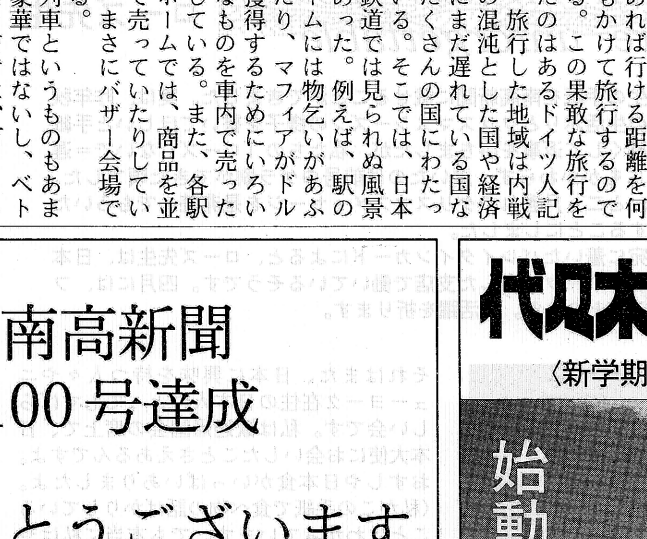 あれば行ける距離を何
もかけて旅行するので
る。この果敢な旅行を
たのはあるドイツ人記
旅行した地域は内戦
の混沌とした国や経済
にまだ遅れている国な
たくさんの国にわたっ
いる。そこでは、日本
鉄道では見られぬ風景
あった。例えば、駅の
ームには物乞いがあふ
たり、マフィアがドル
獲得するためにいろい
なものを車内で売った
している。また、各駅
ホームでは、商品を並
て売っていたりしてい
まさにバザー会場で
る。
列車というものもあま
豪華ではないし、ベト
代々木
〈新学期
始動
南高新聞
100号達成
とうございます